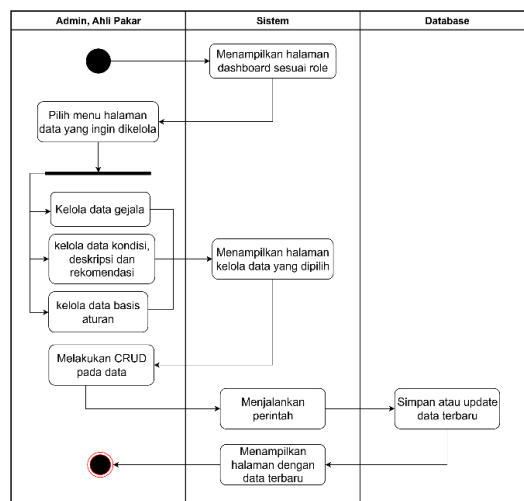 Admin, Ahli Pakar
Sistem
Database
Menampilkan halaman
dashboard sesuai role
Pilih menu halaman
data yang ingin dikelola
Kelola data gejala
kelola data kondisi,
deskripsi dan
rekomendasi
kelola data basis
aturan
Menampilkan halaman
kelola data yang dipilih
Melakukan CRUD
pada data
Menjalankan
perintah
Simpan atau update
data terbaru
Menampilkan
halaman dengan
data terbaru